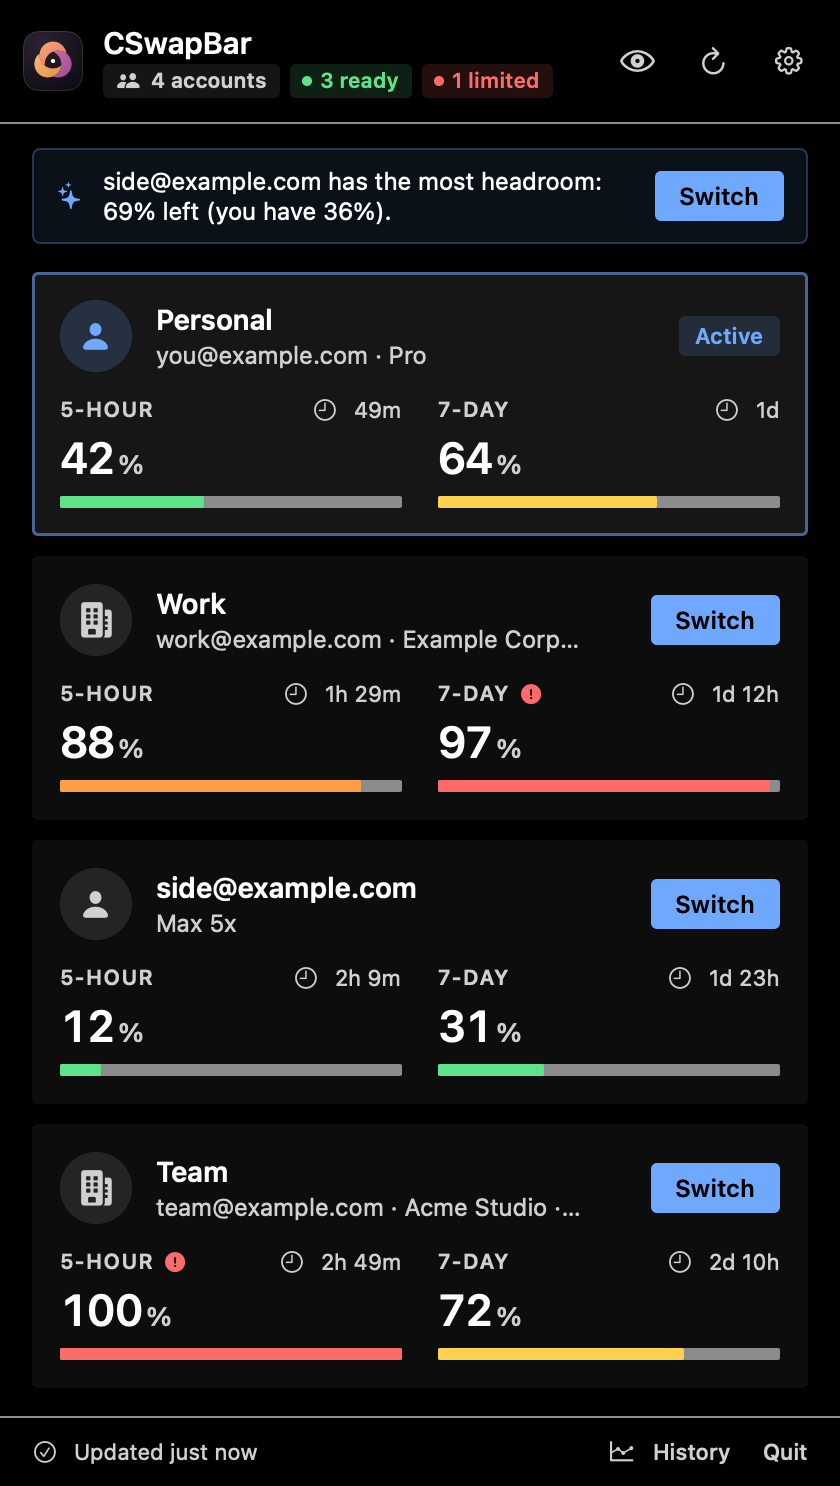 CSwapBar
4 accounts 3 ready 1 limited
side@example.com has the most headroom:
69% left (you have 36%).
Switch
Personal
you@example.com · Pro
Active
5-HOUR 49m
42%
7-DAY 1d
64%
Work
work@example.com · Example Corp...
Switch
5-HOUR 1h 29m
88%
7-DAY 1d 12h
97%
side@example.com
Max 5x
Switch
5-HOUR 2h 9m
12%
7-DAY 1d 23h
31%
Team
team@example.com · Acme Studio ·...
Switch
5-HOUR 2h 49m
100%
7-DAY 2d 10h
72%
Updated just now
History
Quit